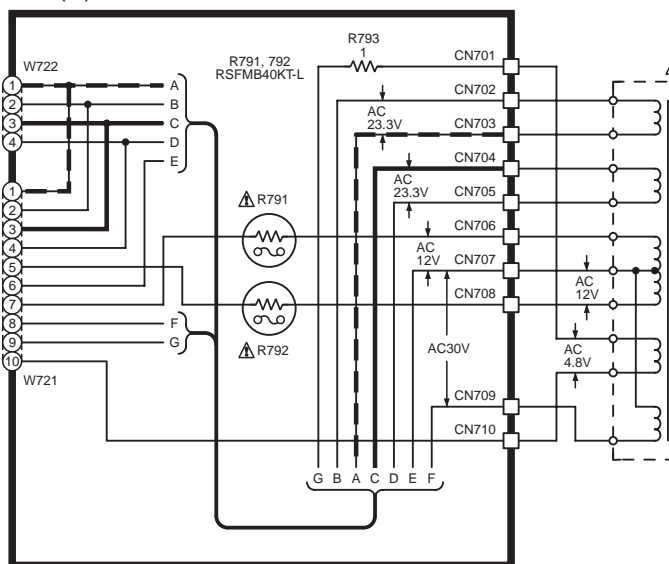 R793
1
CN701
W722
R791, 792
RSFMB40KT-L
CN702
1
A
2
B
AC
23.3V
CN703
3
C
4
D
CN704
E
AC
23.3V
CN705
1
R791
2
CN706
3
AC
12V
CN707
4
5
AC
12V
6
CN708
7
8
F
9
G
R792
AC30V
AC
4.8V
10
W721
CN709
CN710
G B A C D E F